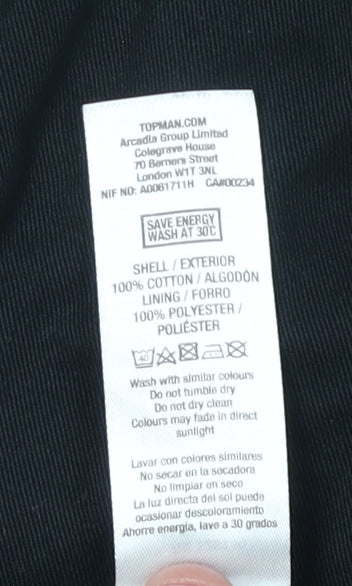 TOPMAN.COM
Arcadia Group Limited
Colegrave House
70 Berners Street
London W1T 3NL
NIF NO: A0081711H CA#00234
SAVE ENERGY
WASH AT 30°C
SHELL / EXTERIOR
100% COTTON / ALGODÓN
LINING / FORRO
100% POLYESTER /
POLIÉSTER
40
Wash with similar colours
Do not tumble dry
Do not dry clean
Colours may fade in direct
sunlight
Lavar con colores similares
No secar en la secadora
No limpiar en seco
La luz directa del sol puede
ocasionar descoloramiento
Ahorre energía, lave a 30 grados